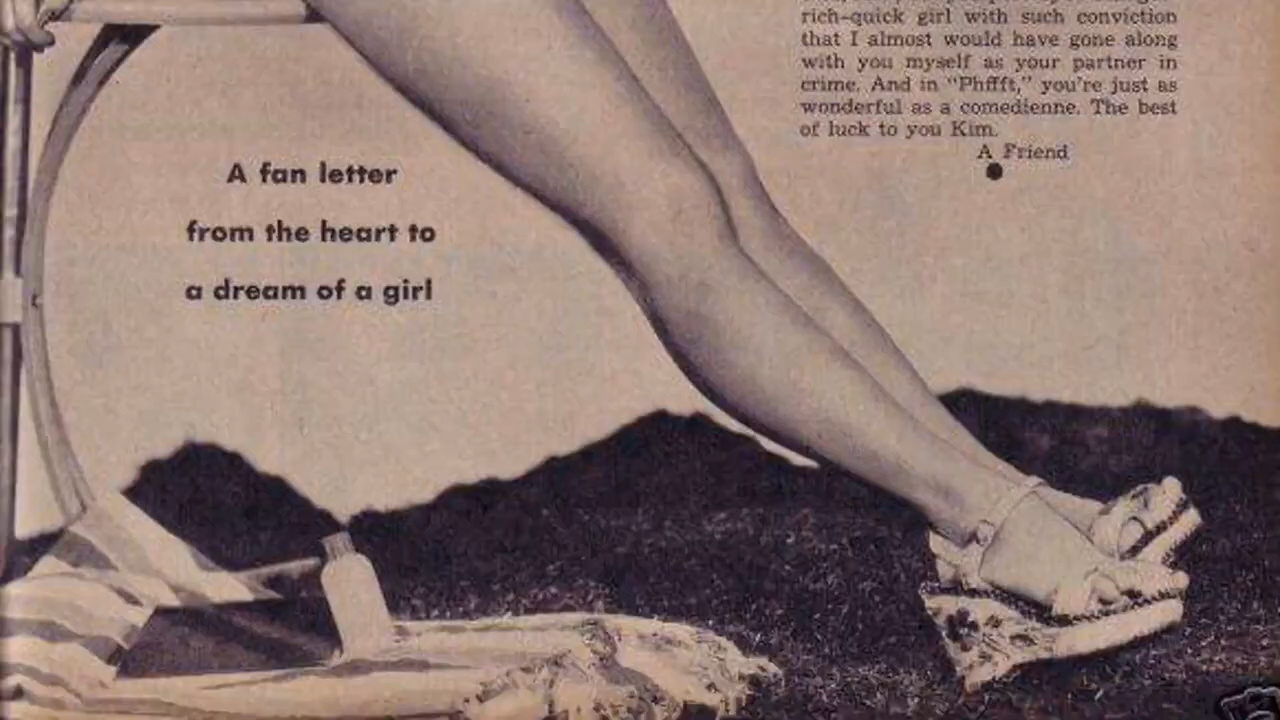 A fan letter
from the heart to
a dream of a girl
rich-quick girl with such conviction
that I almost would have gone along
with you myself as your partner in
crime. And in "Phffft," you're just as
wonderful as a comedienne. The best
of luck to you Kim.
A Friend